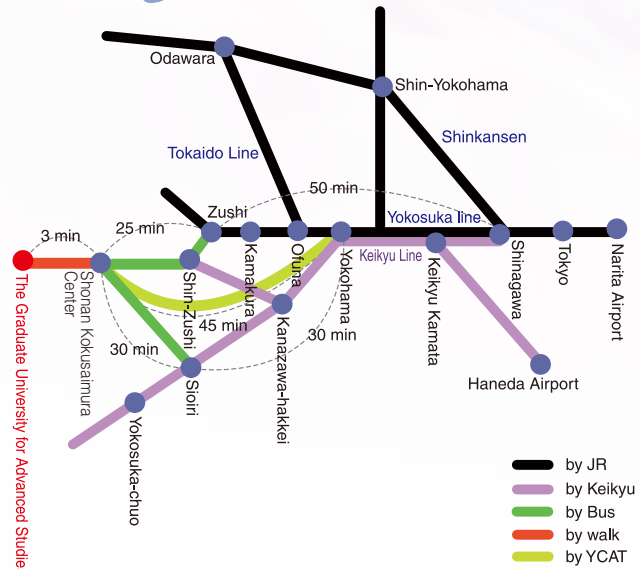 Odawara
Shin-Yokohama
Tokaido Line
Shinkansen
50 min
Zushi
Yokosuka line
3 min
25 min
Keikyu Line
Kamakura
Ofuna
Yokohama
Keikyu Kamata
Shinagawa
Tokyo
Narita Airport
Shin-Zushi
Shonan Kokusaimura
Center
The Graduate University for Advanced Studie
45 min
30 min
30 min
Kanazawa-hakkei
Sioiri
Haneda Airport
Yokosuka-chuo
by JR
by Keikyu
by Bus
by walk
by YCAT